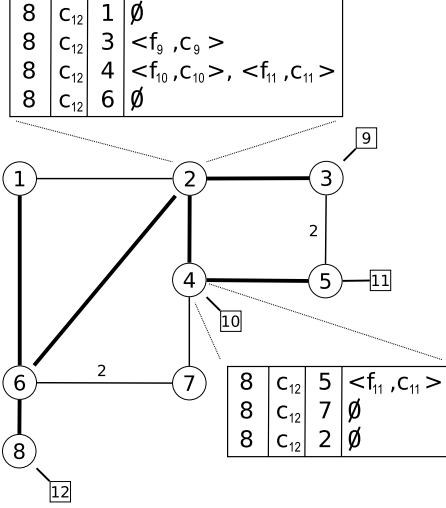 8 c12 1 ∅
8 c12 3 <f9 ,c9 >
8 c12 4 <f10 ,c10 >, <f11 ,c11 >
8 c12 6 ∅
9
1 2 3
2
4 5 11
10
2
6 7
8 c12 5 <f11 ,c11 >
8 c12 7 ∅
8 c12 2 ∅
8
12